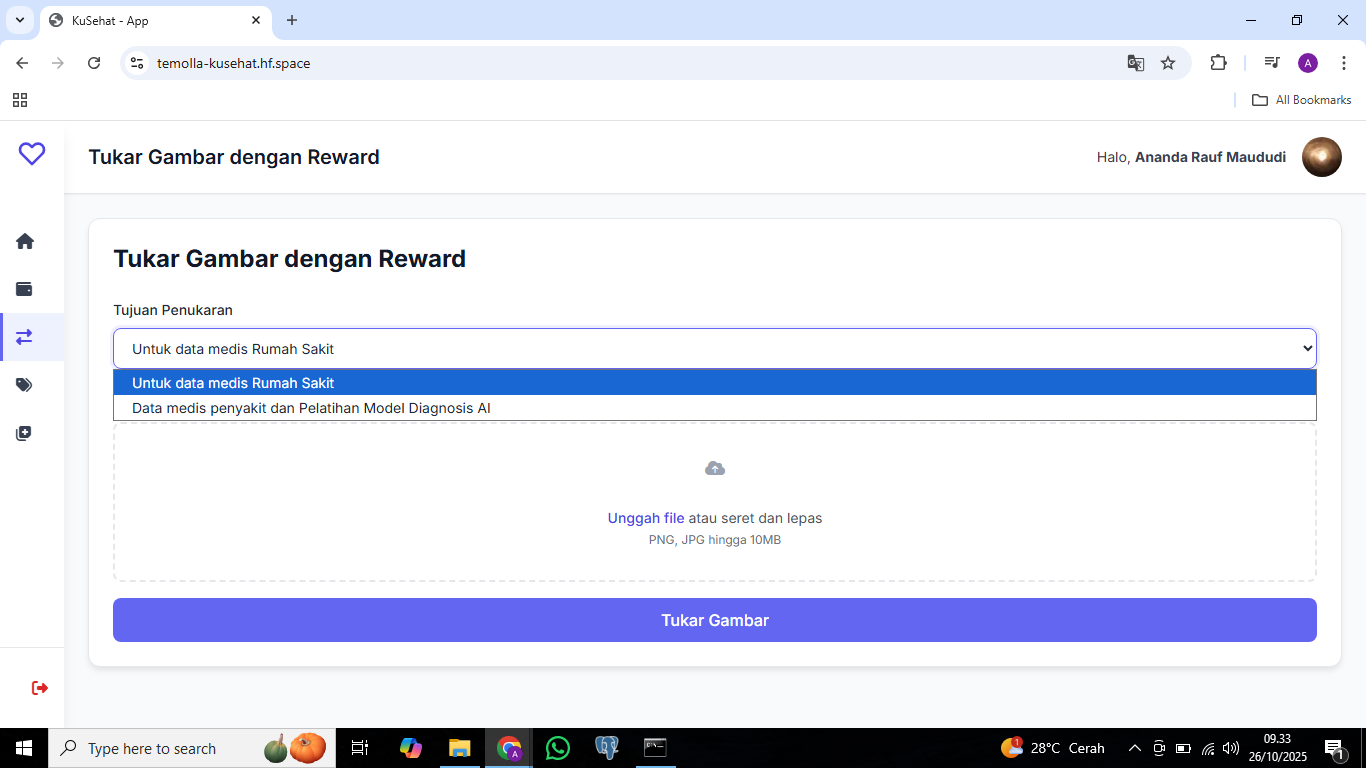 KuSehat - App
temolla-kusehat.hf.space
A
All Bookmarks
Tukar Gambar dengan Reward
Halo, Ananda Rauf Maududi
Tukar Gambar dengan Reward
Tujuan Penukaran
Untuk data medis Rumah Sakit
Untuk data medis Rumah Sakit
Data medis penyakit dan Pelatihan Model Diagnosis AI
Unggah file atau seret dan lepas
PNG, JPG hingga 10MB
Tukar Gambar
Type here to search
A
1
28°C Cerah
09.33
26/10/2025
1